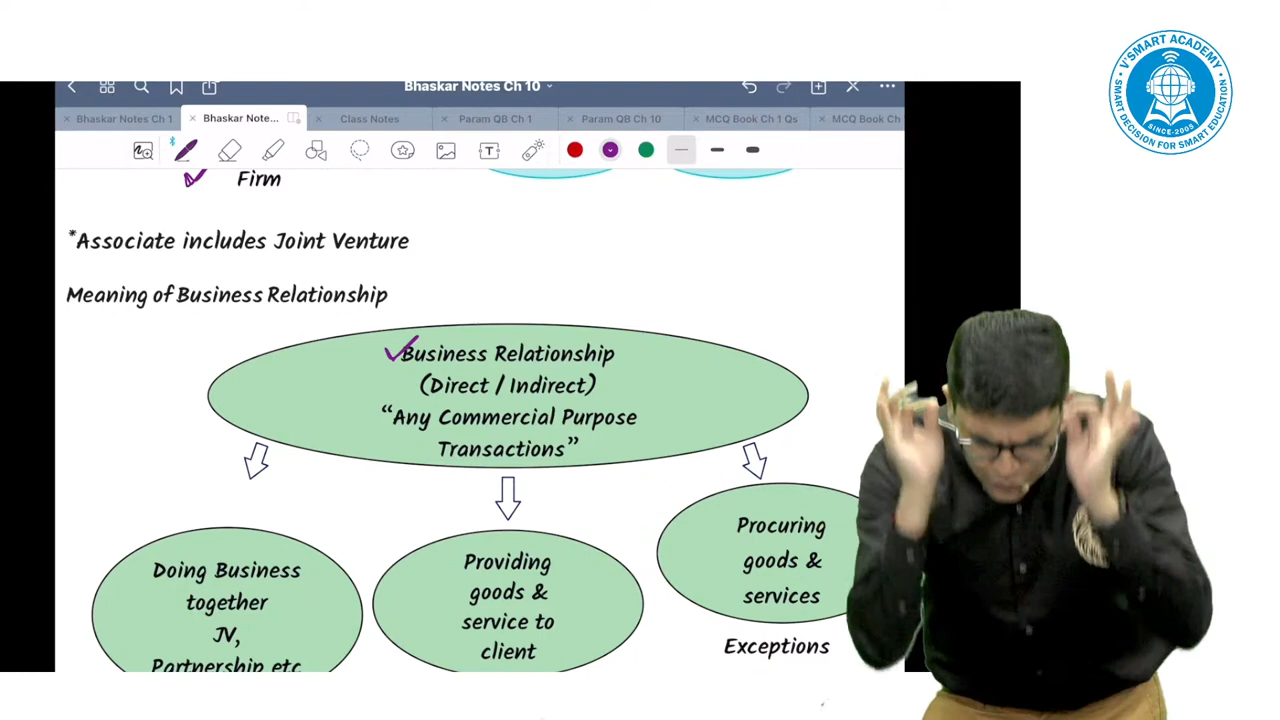 V'SMART ACADEMY
SINCE-2005
SMART DECISION FOR SMART EDUCATION
Bhaskar Notes Ch 10
Bhaskar Notes Ch 1
Bhaskar Note...
Class Notes
Param QB Ch 1
Param QB Ch 10
MCQ Book Ch 1 Qs
MCQ Book Ch
Firm
*Associate includes Joint Venture
Meaning of Business Relationship
Business Relationship
(Direct / Indirect)
“Any Commercial Purpose
Transactions”
Doing Business
together
JV,
Partnership etc
Providing
goods &
service to
client
Procuring
goods &
services
Exceptions